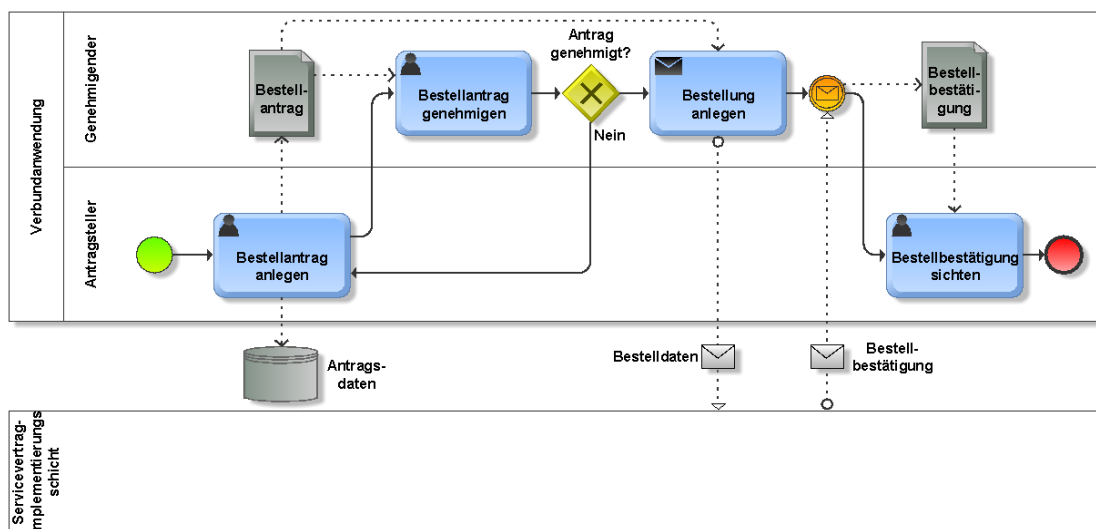 Verbundanwendung
Genehmigender
Bestell-
antrag
Bestellantrag
genehmigen
Antrag
genehmigt?
Nein
Bestellung
anlegen
Bestell-
bestäti-
gung
Antragsteller
Bestellantrag
anlegen
Bestellbestätigung
sichten
Antrags-
daten
Bestelldaten
Bestell-
bestätigung
Servicevertrag-
mplementierungs
schicht